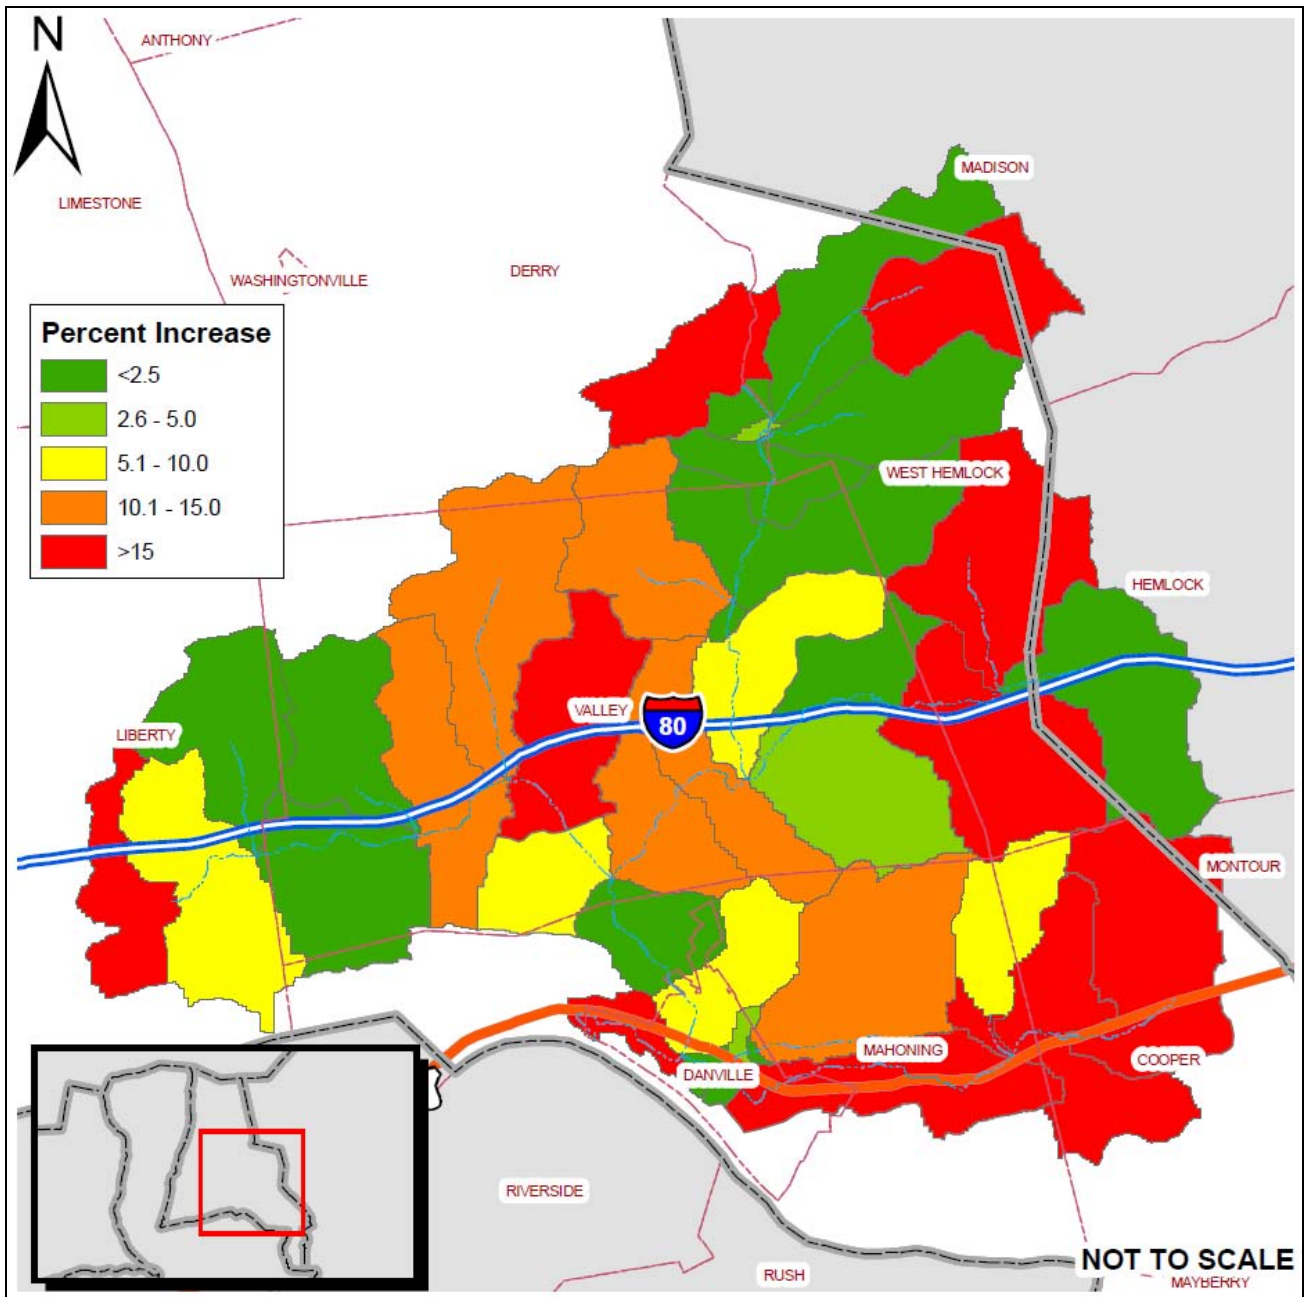 N
ANTHONY
MADISON
LIMESTONE
DERRY
WASHINGTONVILLE
Percent Increase
<2.5
2.6 - 5.0
5.1 - 10.0
10.1 - 15.0
>15
WEST HEMLOCK
HEMLOCK
VALLEY
80
LIBERTY
MONTOUR
MAHONING
COOPER
DANVILLE
RIVERSIDE
NOT TO SCALE
RUSH
MAYBERRY